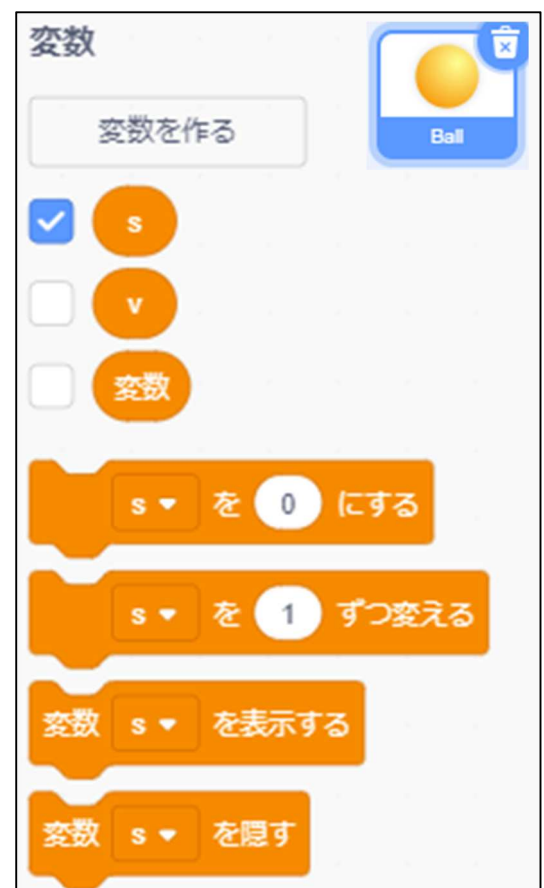 変数
Ball
変数を作る
s
v
変数
s を 0 にする
s を 1 ずつ変える
変数 s を表示する
変数 s を隠す